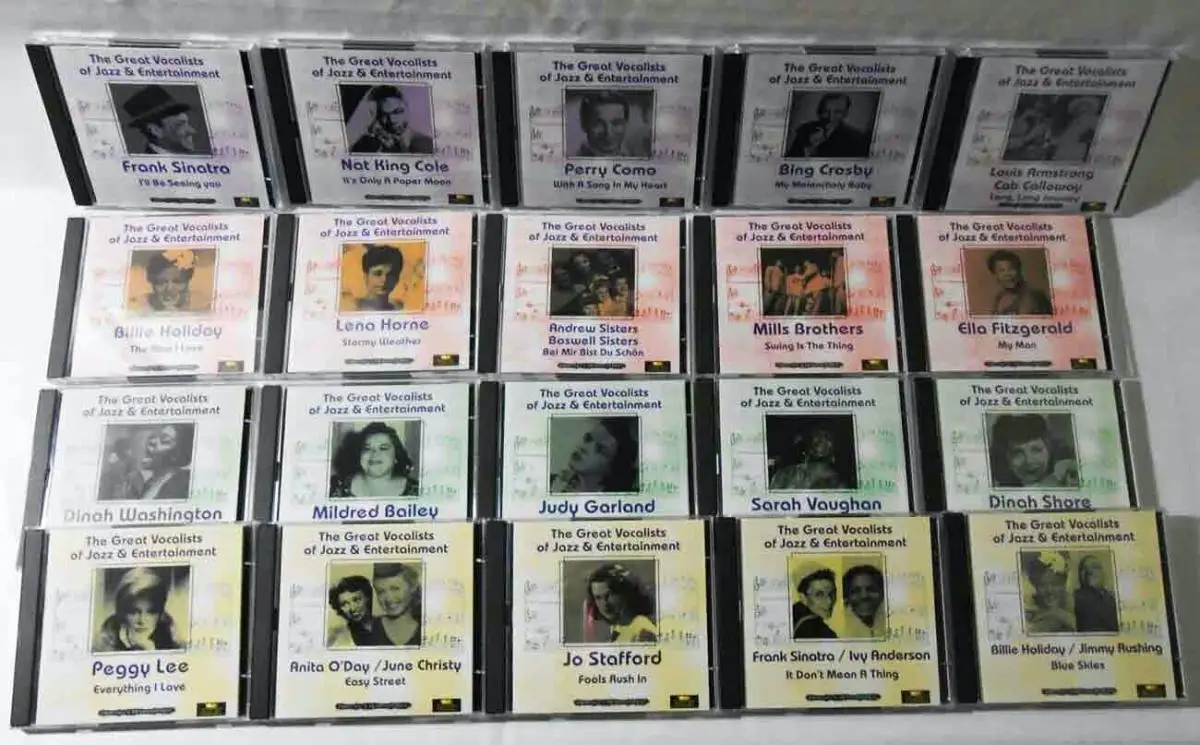 The Great Vocalists
of Jazz & Entertainment
Frank Sinatra
I'll Be Seeing you
The Great Vocalists
of Jazz & Entertainment
Nat King Cole
It's Only A Paper Moon
The Great Vocalists
of Jazz & Entertainment
Perry Como
With A Song In My Heart
The Great Vocalists
of Jazz & Entertainment
Bing Crosby
My Melancholy Baby
The Great Vocalists
of Jazz & Entertainment
Louis Armstrong
Cab Calloway
Long, Long Journey
The Great Vocalists
of Jazz & Entertainment
Billie Holiday
The Man I Love
The Great Vocalists
of Jazz & Entertainment
Lena Horne
Stormy Weather
The Great Vocalists
of Jazz & Entertainment
Andrew Sisters
Boswell Sisters
Bei Mir Bist Du Schön
The Great Vocalists
of Jazz & Entertainment
Mills Brothers
Swing Is The Thing
The Great Vocalists
of Jazz & Entertainment
Ella Fitzgerald
My Man
The Great Vocalists
of Jazz & Entertainment
Dinah Washington
The Great Vocalists
of Jazz & Entertainment
Mildred Bailey
The Great Vocalists
of Jazz & Entertainment
Judy Garland
The Great Vocalists
of Jazz & Entertainment
Sarah Vaughan
The Great Vocalists
of Jazz & Entertainment
Dinah Shore
The Great Vocalists
of Jazz & Entertainment
Peggy Lee
Everything I Love
The Great Vocalists
of Jazz & Entertainment
Anita O'Day / June Christy
Easy Street
The Great Vocalists
of Jazz & Entertainment
Jo Stafford
Fools Rush In
The Great Vocalists
of Jazz & Entertainment
Frank Sinatra / Ivy Anderson
It Don't Mean A Thing
The Great Vocalists
of Jazz & Entertainment
Billie Holiday / Jimmy Rushing
Blue Skies